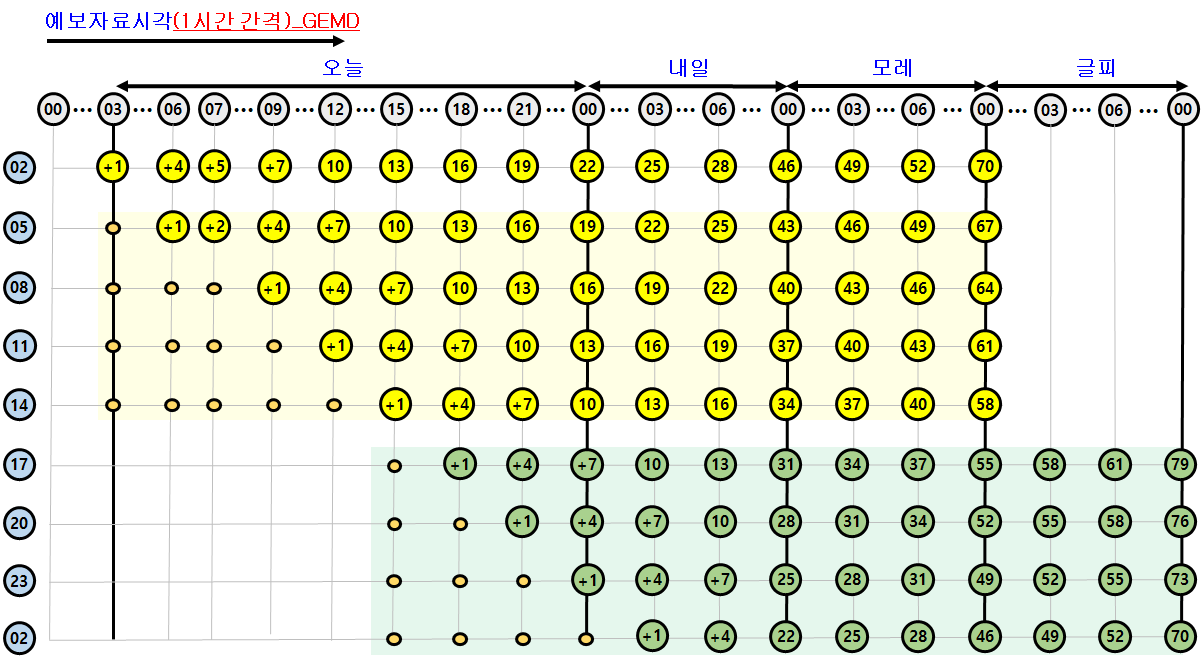 예보자료시각(1시간 간격)_GEMD
오늘 내일 모레 글피
00 ··· 03 ··· 06 07 ··· 09 ··· 12 ··· 15 ··· 18 ··· 21 ··· 00 ··· 03 ··· 06 ··· 00 ··· 03 ··· 06 ··· 00 ··· 03 ··· 06 ··· 00
02 +1 +4 +5 +7 10 13 16 19 22 25 28 46 49 52 70
05 +1 +2 +4 +7 10 13 16 19 22 25 43 46 49 67
08 +1 +4 +7 10 13 16 19 22 40 43 46 64
11 +1 +4 +7 10 13 16 19 37 40 43 61
14 +1 +4 +7 10 13 16 34 37 40 58
17 +1 +4 +7 10 13 31 34 37 55 58 61 79
20 +1 +4 +7 10 28 31 34 52 55 58 76
23 +1 +4 +7 25 28 31 49 52 55 73
02 +1 +4 22 25 28 46 49 52 70